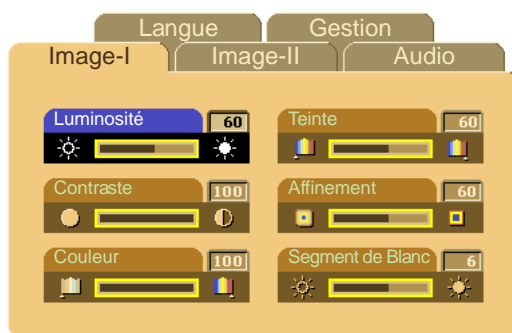 Langue Gestion
Image-I Image-II Audio
Luminosité 60
Teinte 60
Contraste 100
Affinement 60
Couleur 100
Segment de Blanc 6